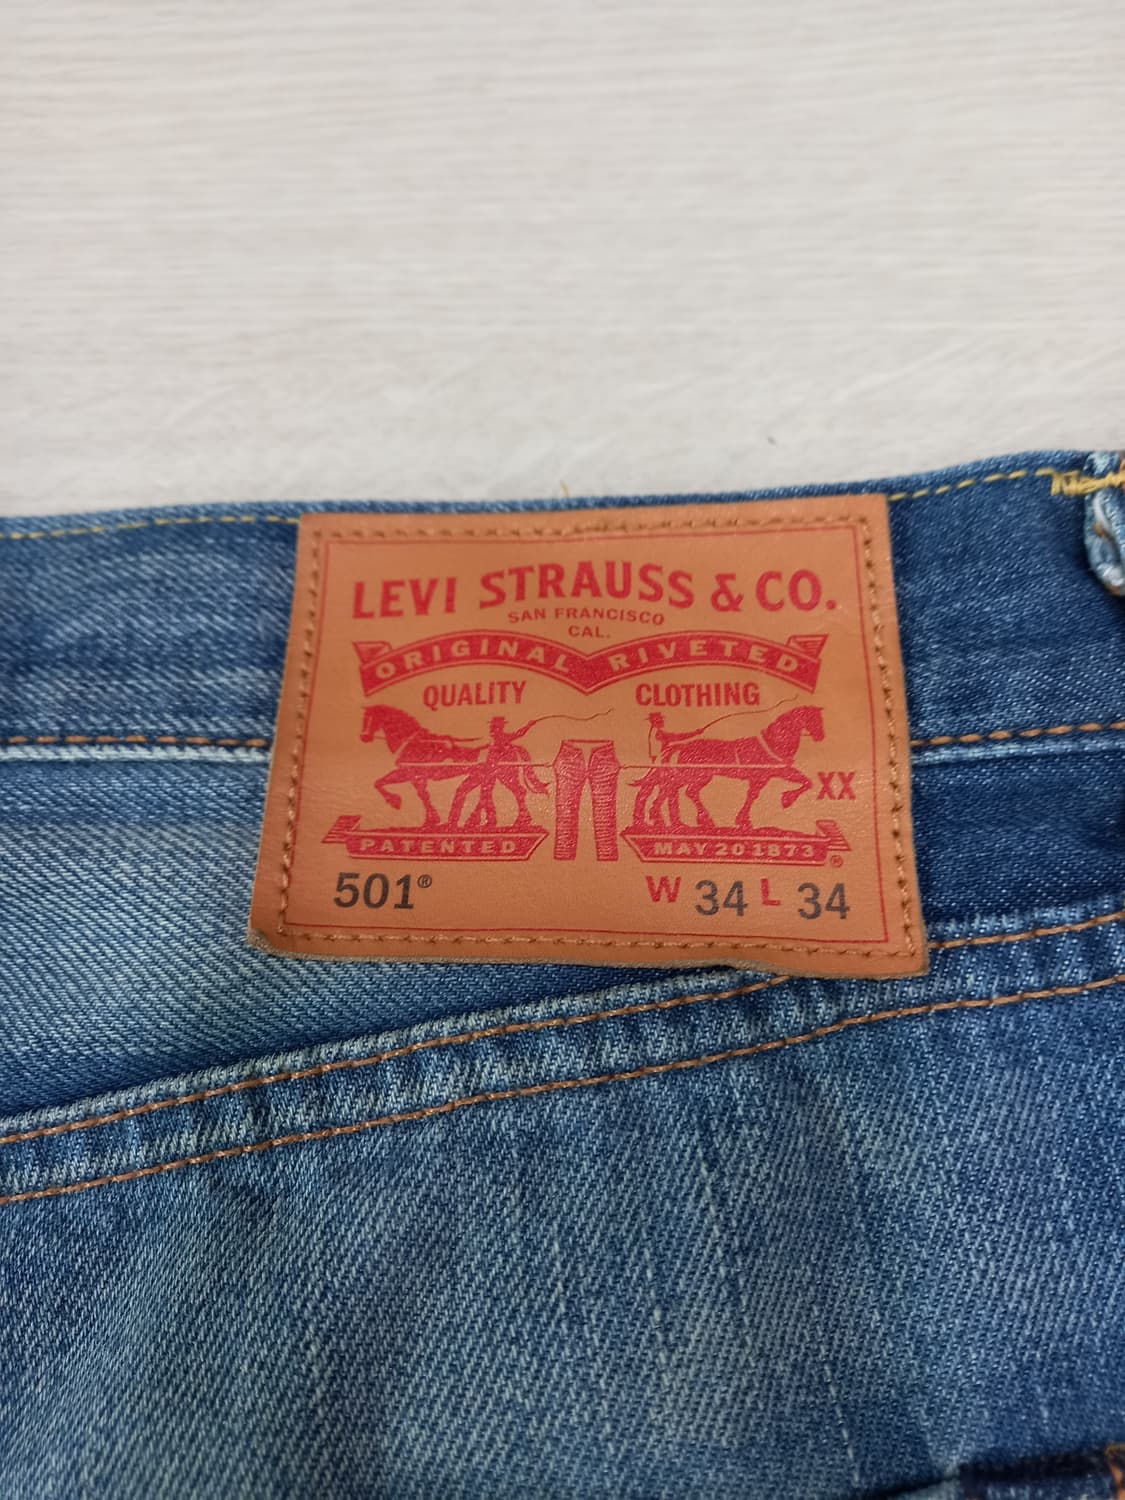 LEVI STRAUSS & CO.
SAN FRANCISCO
CAL.
ORIGINAL RIVETED
QUALITY CLOTHING
XX
PATENTED MAY 20 1873 ®
501® W 34 L 34